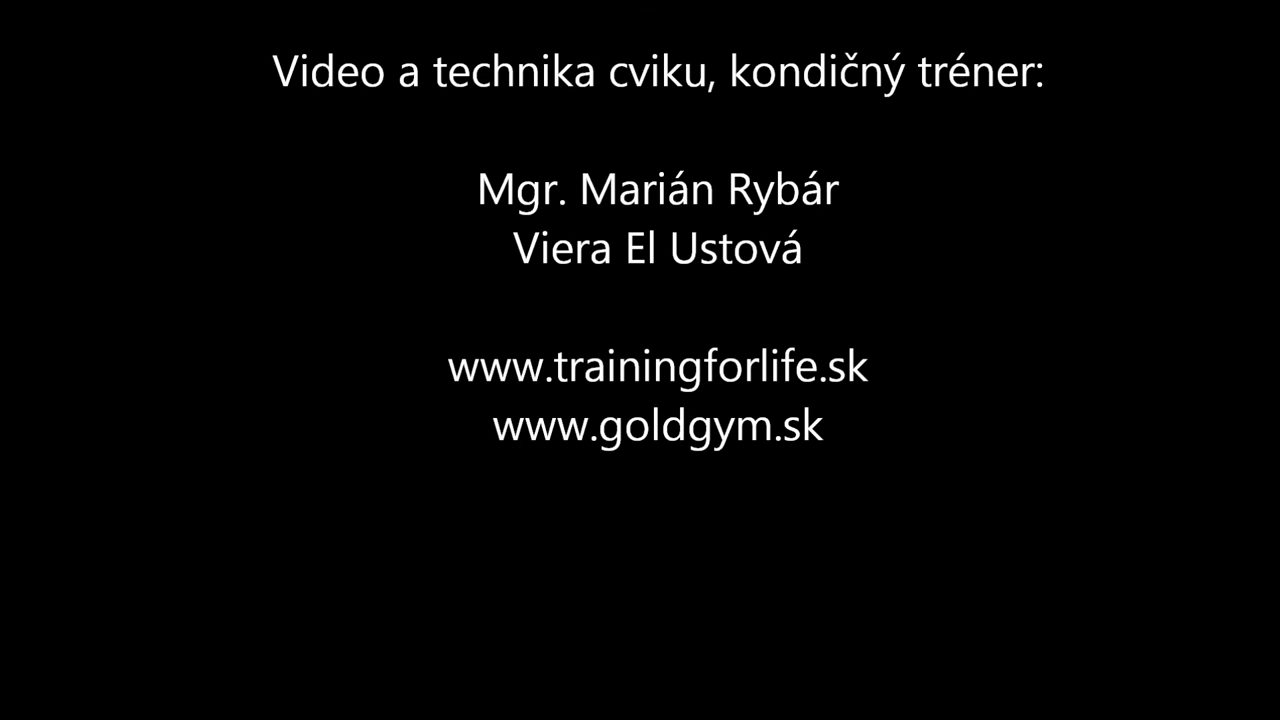 Video a technika cviku, kondičný tréner:
Mgr. Marián Rybár
Viera El Ustová
www.trainingforlife.sk
www.goldgym.sk